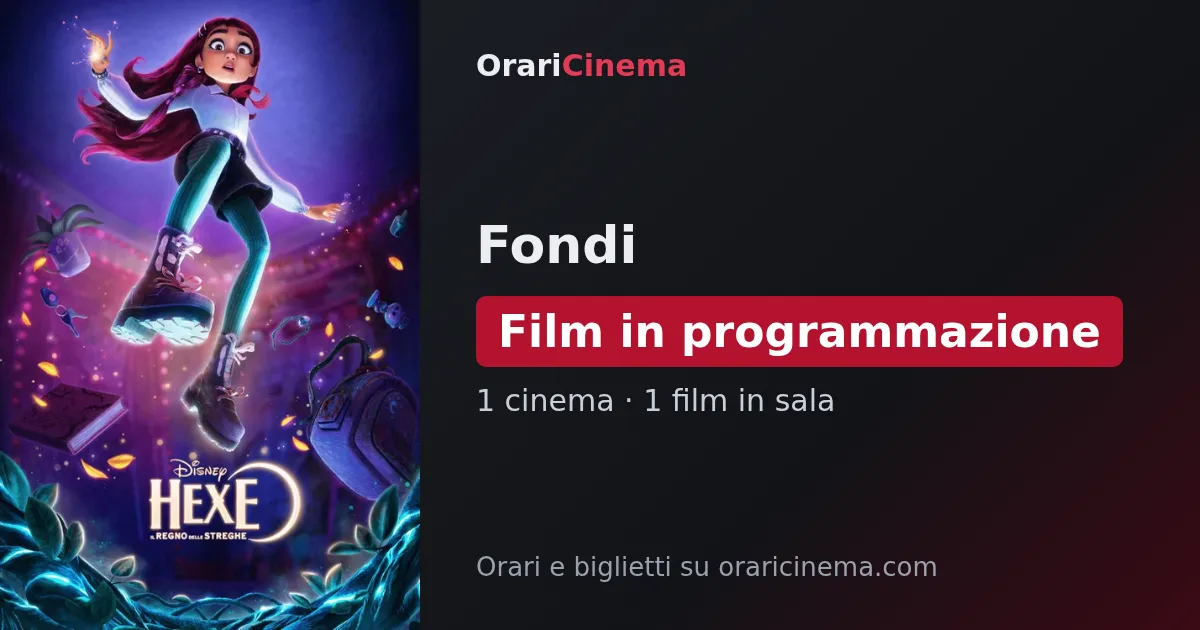 Disney
HEXE
IL REGNO DELLE STREGHE
OrariCinema
Fondi
Film in programmazione
1 cinema · 1 film in sala
Orari e biglietti su oraricinema.com